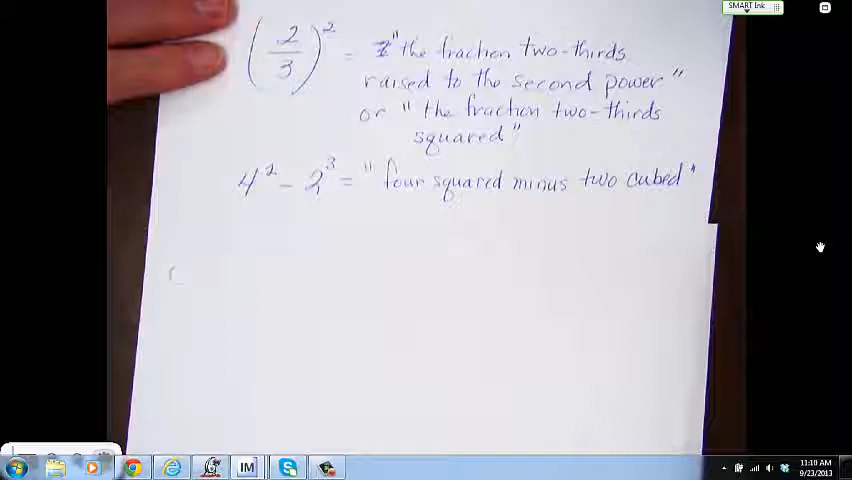 SMART Ink
(2/3)² = "the fraction two-thirds
raised to the second power"
or "the fraction two-thirds
squared"
4² - 2³ = "four squared minus two cubed"
(
IM
11:10 AM
9/23/2013